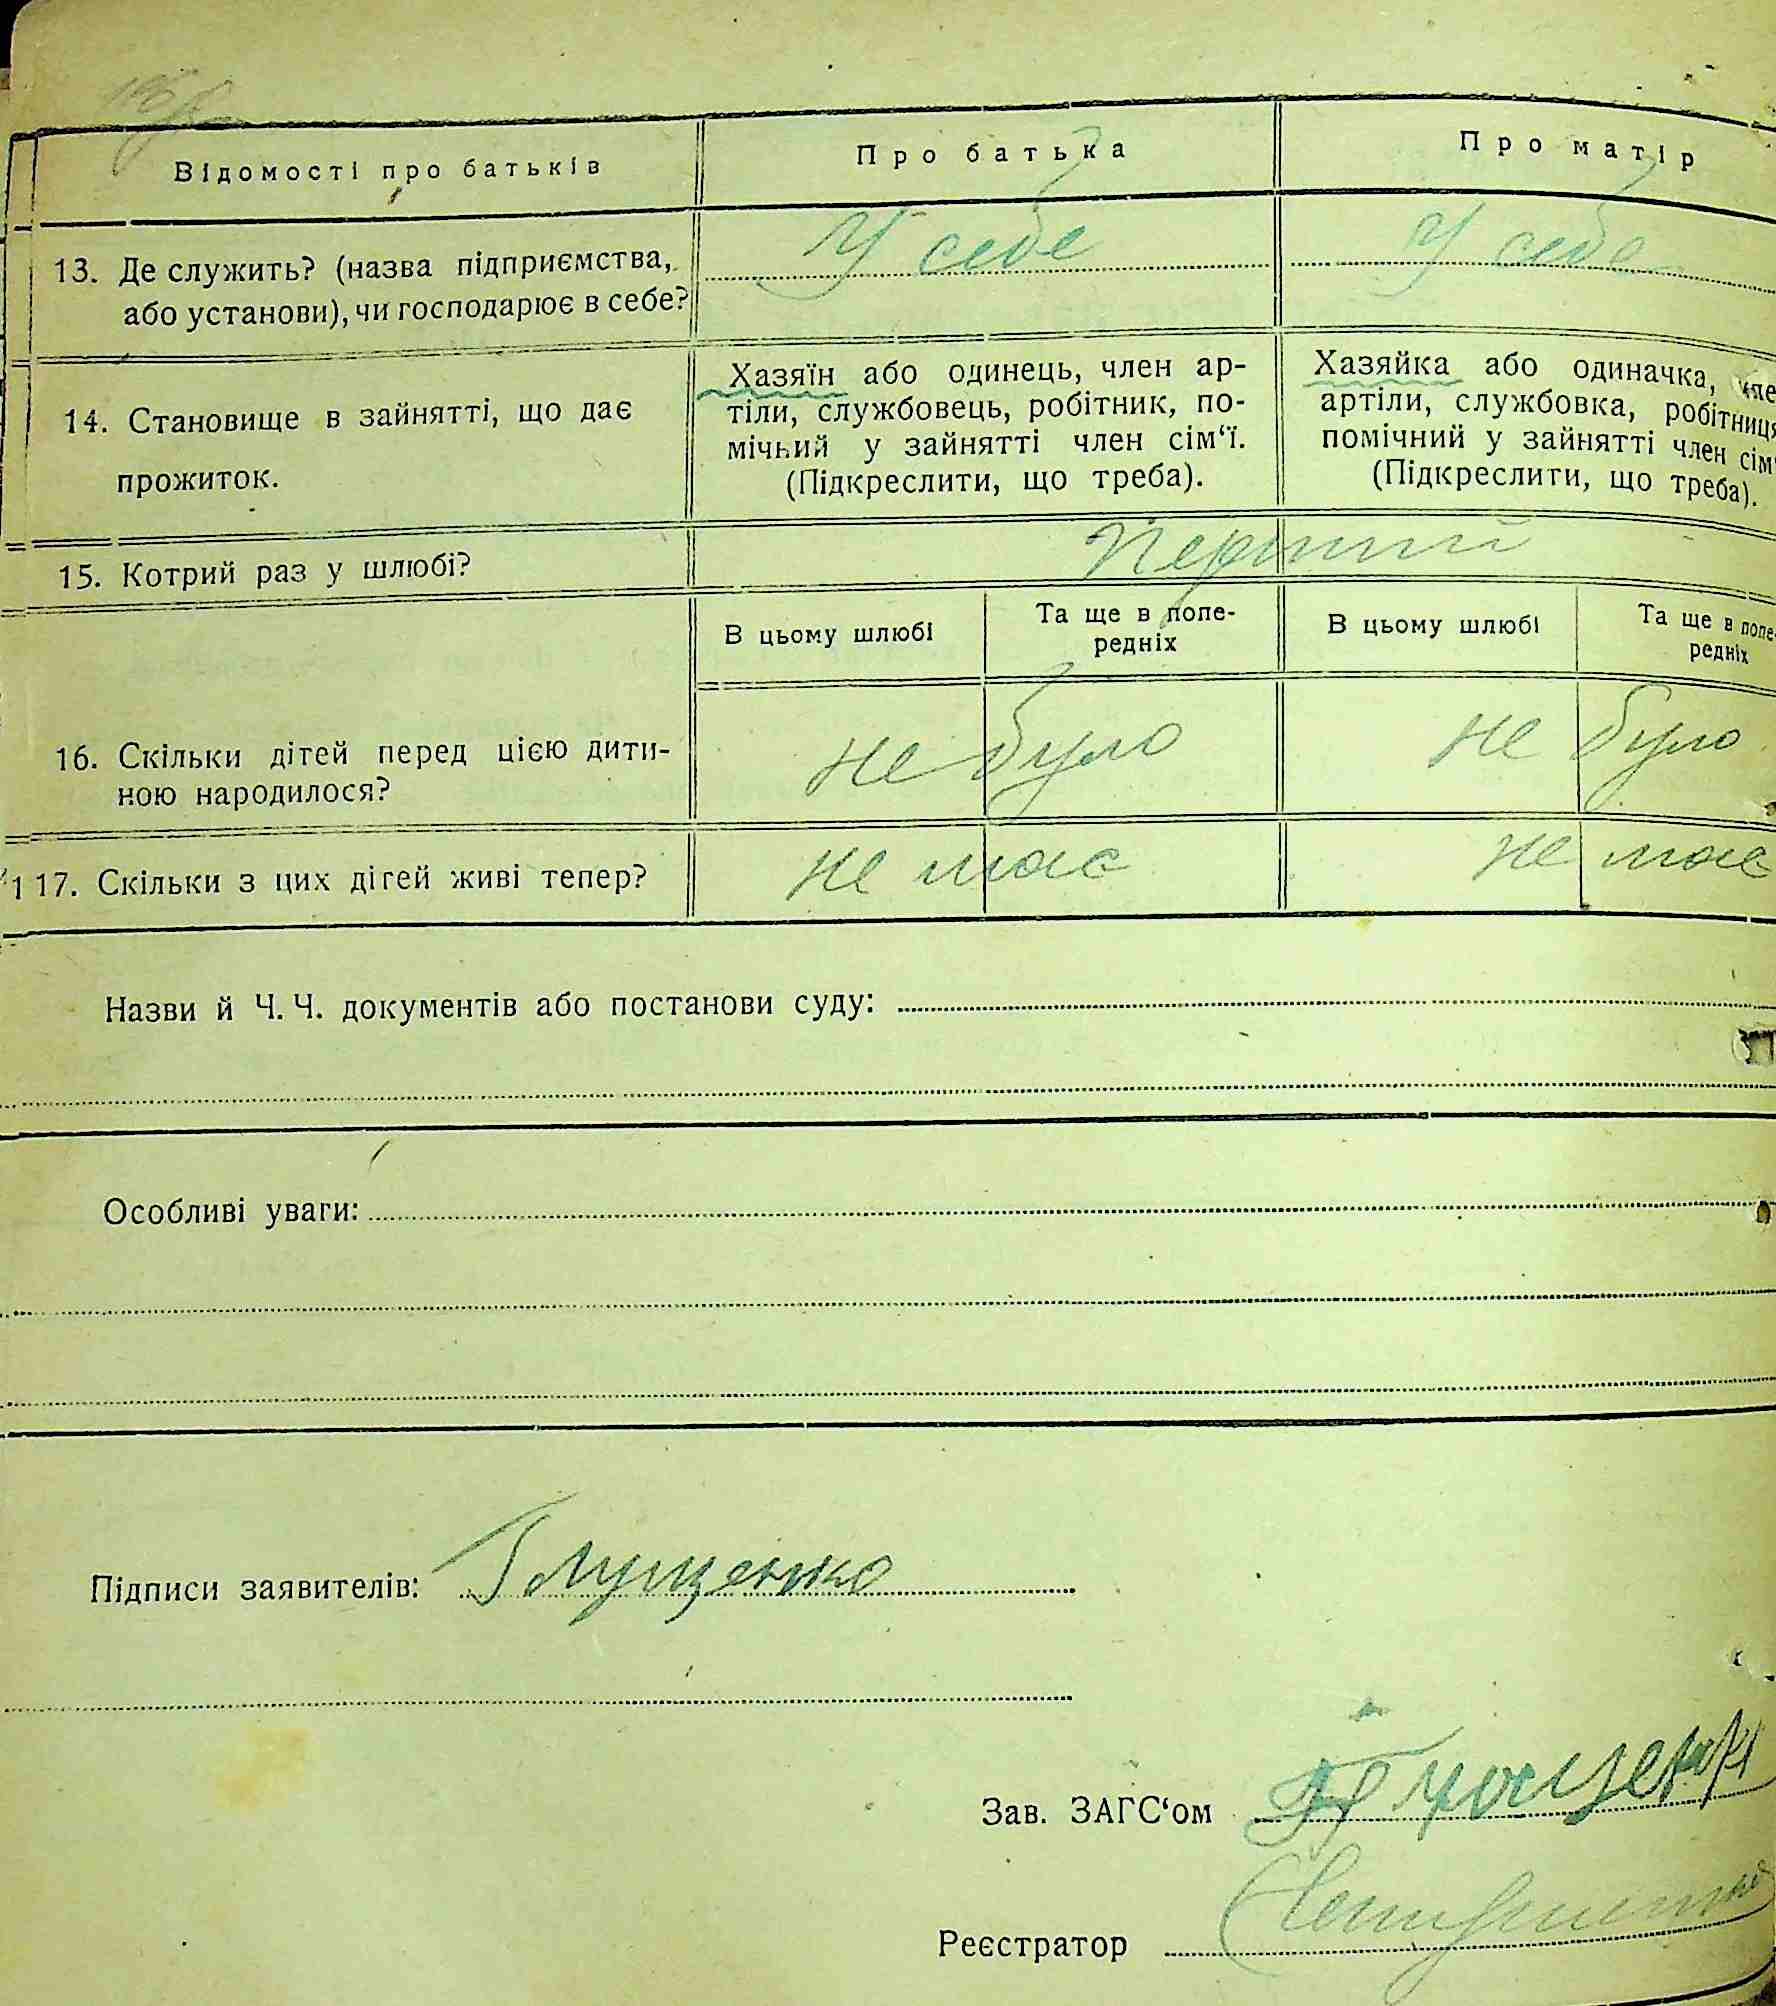 Відомості про батьків
Про батька
Про матір
13. Де служить? (назва підприємства,
або установи), чи господарює в себе?
У себе
У себе
14. Становище в зайнятті, що дає
прожиток.
Хазяїн або одинець, член ар-
тіли, службовець, робітник, по-
мічний у зайнятті член сім‘ї.
(Підкреслити, що треба).
Хазяйка або одиначка,
артіли, службовка, робітниця
помічний у зайнятті член сім‘
(Підкреслити, що треба).
15. Котрий раз у шлюбі?
Перший
В цьому шлюбі
Та ще в попе-
редніх
В цьому шлюбі
Та ще в попе-
редніх
16. Скільки дітей перед цією дити-
ною народилося?
не було
не було
17. Скільки з цих дітей живі тепер?
не має
не має
Назви й Ч. Ч. документів або постанови суду:
Особливі уваги:
Підписи заявителів: Глущенко
Зав. ЗАГС‘ом
Реєстратор